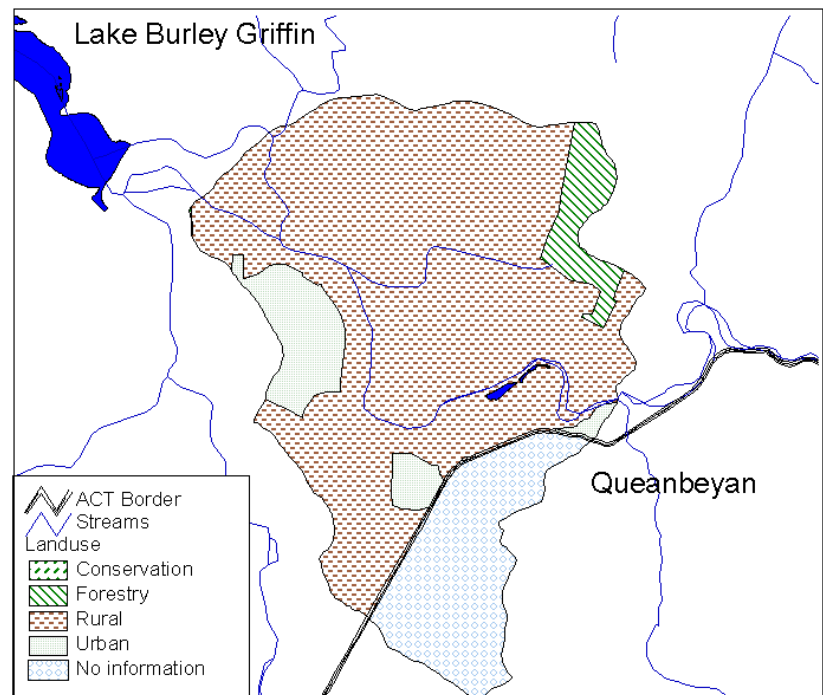 Lake Burley Griffin
Queanbeyan
ACT Border
Streams
Landuse
Conservation
Forestry
Rural
Urban
No information